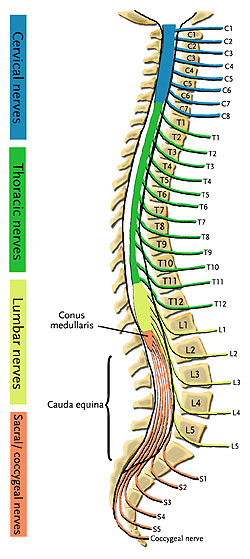 Cervical nerves
Thoracic nerves
Lumbar nerves
Sacral/ coccygeal nerves
Conus
medullaris
Cauda equina
C1
C2
C3
C4
C5
C6
C7
T1
T2
T3
T4
T5
T6
T7
T8
T9
T10
T11
T12
L1
L2
L3
L4
L5
C1
C2
C3
C4
C5
C6
C7
C8
T1
T2
T3
T4
T5
T6
T7
T8
T9
T10
T11
T12
L1
L2
L3
L4
L5
S1
S2
S3
S4
S5
Coccygeal nerve